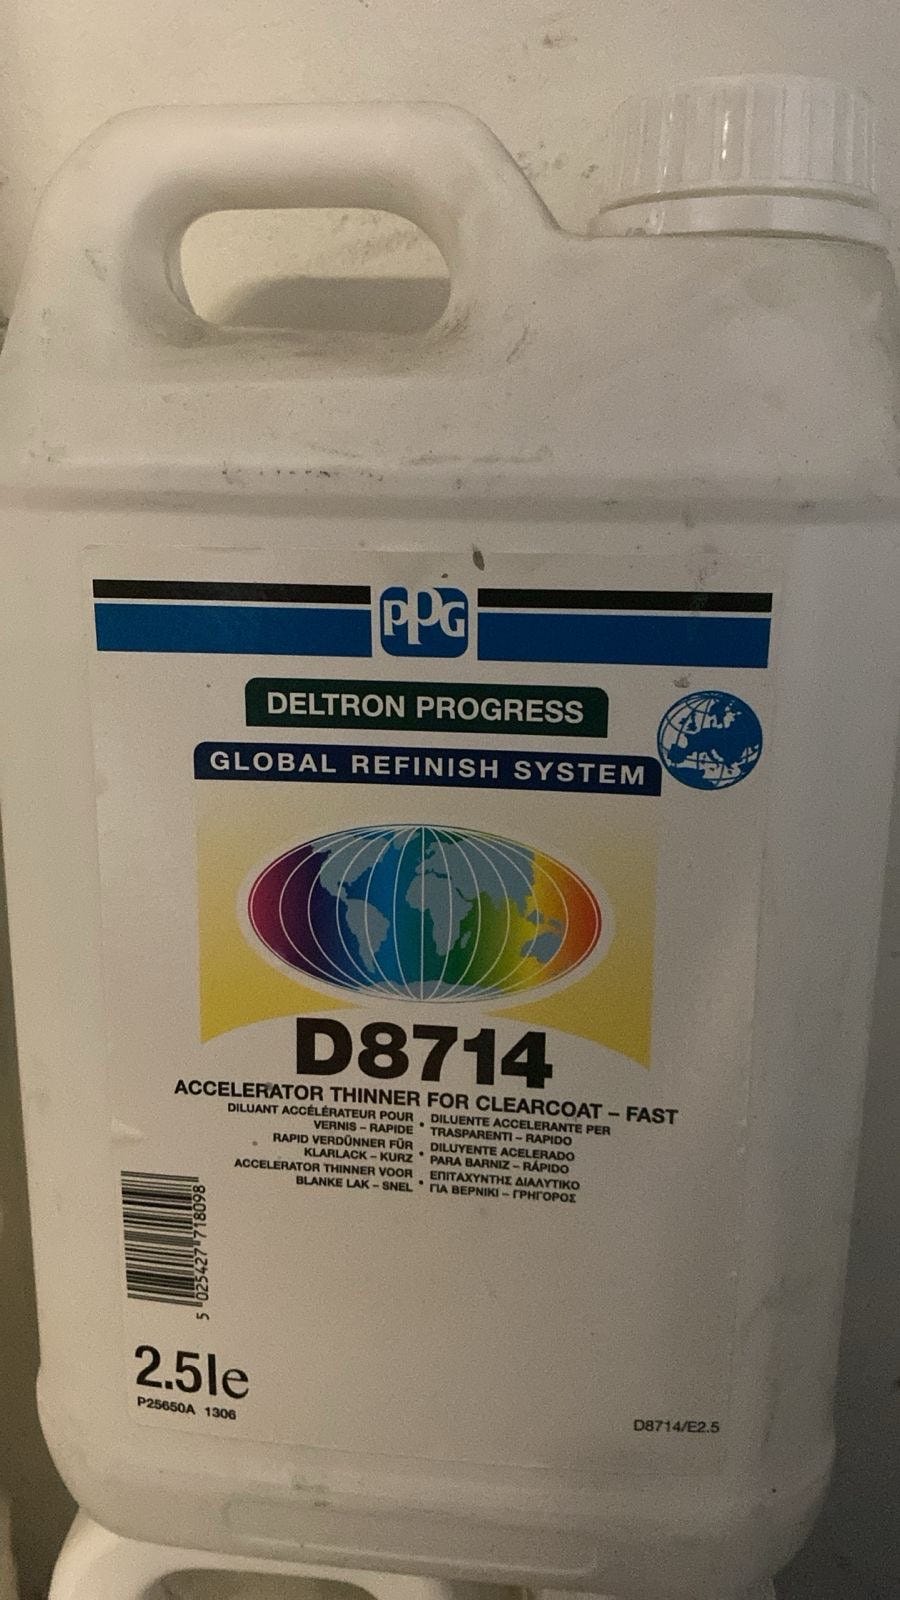 PPG
DELTRON PROGRESS
GLOBAL REFINISH SYSTEM
D8714
ACCELERATOR THINNER FOR CLEARCOAT – FAST
DILUANT ACCÉLÉRATEUR POUR
VERNIS – RAPIDE
RAPID VERDÜNNER FÜR
KLARLACK – KURZ
ACCELERATOR THINNER VOOR
BLANKE LAK – SNEL
• DILUENTE ACCELERANTE PER
TRASPARENTI – RAPIDO
• DILUYENTE ACELERADO
PARA BARNIZ – RÁPIDO
• ΕΠΙΤΑΧΥΝΤΗΣ ΔΙΑΛΥΤΙΚΟ
ΓΙΑ ΒΕΡΝΙΚΙ – ΓΡΗΓΟΡΟΣ
5 025427 718098
2.5le
P25650A 1306
D8714/E2.5